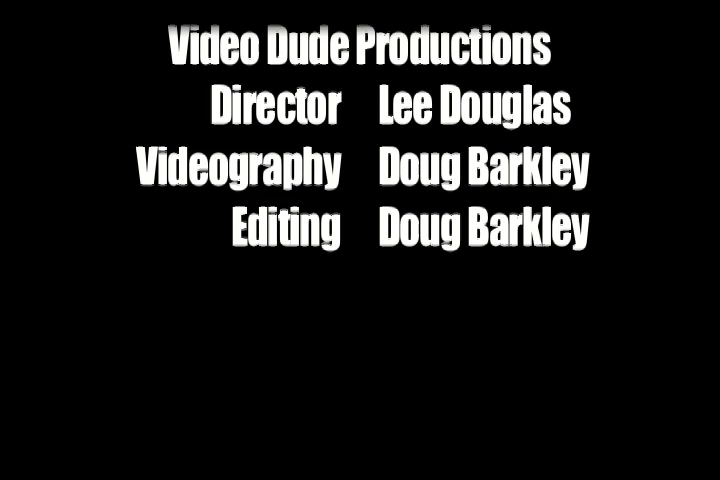 Video Dude Productions
Director Lee Douglas
Videography Doug Barkley
Editing Doug Barkley